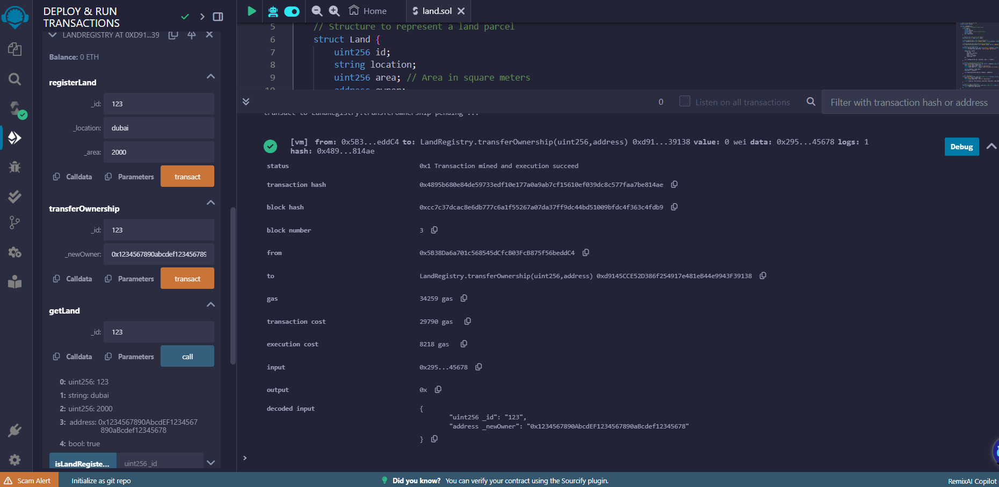 DEPLOY & RUN
TRANSACTIONS
LANDREGISTRY AT 0XD91...39
Balance: 0 ETH
registerLand
_id: 123
_location: dubai
_area: 2000
Calldata Parameters transact
transferOwnership
_id: 123
_newOwner: 0x1234567890abcdef123456789
Calldata Parameters transact
getLand
_id: 123
Calldata Parameters call
0: uint256: 123
1: string: dubai
2: uint256: 2000
3: address: 0x1234567890AbcdEF1234567
890aBcdef12345678
4: bool: true
isLandRegiste... uint256 _id
Home land.sol
5 // Structure to represent a land parcel
6 struct Land {
7 uint256 id;
8 string location;
9 uint256 area; // Area in square meters
10 address owner;
0 Listen on all transactions Filter with transaction hash or address
transact to LandRegistry.transferOwnership pending ...
[vm] from: 0x5B3...eddC4 to: LandRegistry.transferOwnership(uint256,address) 0xd91...39138 value: 0 wei data: 0x295...45678 logs: 1
hash: 0x489...814ae
Debug
status 0x1 Transaction mined and execution succeed
transaction hash 0x4895b680e84de59733edf10e177a0a9ab7cf15610ef039dc8c577faa7be814ae
block hash 0xcc7c37dcac8e6db777c6a1f55267a07da37ff9dc44bd51009bfdc4f363c4fdb9
block number 3
from 0x5B38Da6a701c568545dCfcB03FcB875f56beddC4
to LandRegistry.transferOwnership(uint256,address) 0xd9145CCE52D386f254917e481eB44e9943F39138
gas 34259 gas
transaction cost 29790 gas
execution cost 8218 gas
input 0x295...45678
output 0x
decoded input {
"uint256 _id": "123",
"address _newOwner": "0x1234567890AbcdEF1234567890aBcdef12345678"
}
>
Scam Alert Initialize as git repo Did you know? You can verify your contract using the Sourcify plugin. RemixAI Copilot